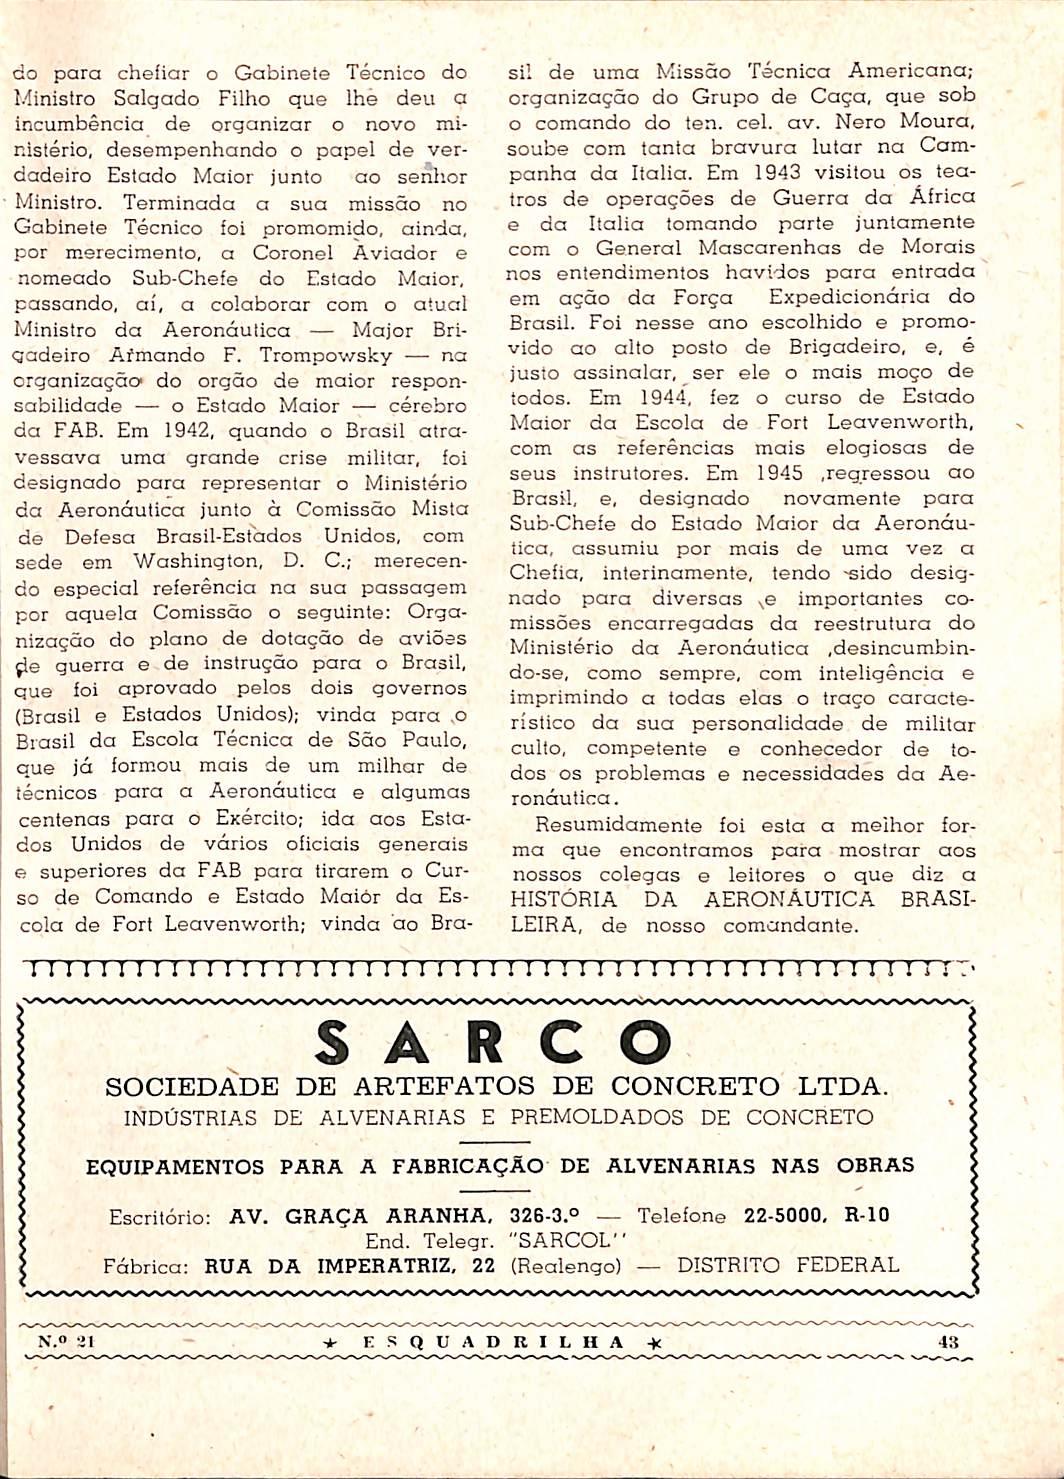 do para chefiar o Gabinete Técnico do
Ministro Salgado Filho que lhe deu a
incumbência de organizar o novo mi-
nistério, desempenhando o papel de ver-
dadeiro Estado Maior junto ao senhor
Ministro. Terminada a sua missão no
Gabinete Técnico foi promomido, ainda,
por merecimento, a Coronel Aviador e
nomeado Sub-Chefe do Estado Maior,
passando, aí, a colaborar com o atual
Ministro da Aeronáutica — Major Bri-
gadeiro Armando F. Trompowsky — na
organização do orgão de maior respon-
sabilidade — o Estado Maior — cérebro
da FAB. Em 1942, quando o Brasil atra-
vessava uma grande crise militar, foi
designado para representar o Ministério
da Aeronáutica junto à Comissão Mista
de Defesa Brasil-Estados Unidos, com
sede em Washington, D. C.; merecen-
do especial referência na sua passagem
por aquela Comissão o seguinte: Orga-
nização do plano de dotação de aviões
de guerra e de instrução para o Brasil,
que foi aprovado pelos dois governos
(Brasil e Estados Unidos); vinda para o
Brasil da Escola Técnica de São Paulo,
que já formou mais de um milhar de
técnicos para a Aeronáutica e algumas
centenas para o Exército; ida aos Esta-
dos Unidos de vários oficiais generais
e superiores da FAB para tirarem o Cur-
so de Comando e Estado Maiór da Es-
cola de Fort Leavenworth; vinda ao Bra-
sil de uma Missão Técnica Americana;
organização do Grupo de Caça, que sob
o comando do ten. cel. av. Nero Moura,
soube com tanta bravura lutar na Cam-
panha da Italia. Em 1943 visitou os tea-
tros de operações de Guerra da África
e da Italia tomando parte juntamente
com o General Mascarenhas de Morais
nos entendimentos havidos para entrada
em ação da Força Expedicionária do
Brasil. Foi nesse ano escolhido e promo-
vido ao alto posto de Brigadeiro, e, é
justo assinalar, ser ele o mais moço de
todos. Em 1944, fez o curso de Estado
Maior da Escola de Fort Leavenworth,
com as referências mais elogiosas de
seus instrutores. Em 1945 ,regressou ao
Brasil, e, designado novamente para
Sub-Chefe do Estado Maior da Aeronáu-
tica, assumiu por mais de uma vez a
Chefia, interinamente, tendo sido desig-
nado para diversas e importantes co-
missões encarregadas da reestrutura do
Ministério da Aeronáutica ,desincumbin-
do-se, como sempre, com inteligência e
imprimindo a todas elas o traço caracte-
rístico da sua personalidade de militar
culto, competente e conhecedor de to-
dos os problemas e necessidades da Ae-
ronáutica.
Resumidamente foi esta a melhor for-
ma que encontramos para mostrar aos
nossos colegas e leitores o que diz a
HISTÓRIA DA AERONÁUTICA BRASI-
LEIRA, de nosso comandante.
SARCO
SOCIEDADE DE ARTEFATOS DE CONCRETO LTDA.
INDÚSTRIAS DE ALVENARIAS E PREMOLDADOS DE CONCRETO
EQUIPAMENTOS PARA A FABRICAÇÃO DE ALVENARIAS NAS OBRAS
Escritório: AV. GRAÇA ARANHA, 326-3.º — Telefone 22-5000, R-10
End. Telegr. "SARCOL"
Fábrica: RUA DA IMPERATRIZ, 22 (Realengo) — DISTRITO FEDERAL
N.º 21 ★ ESQUADRILHA ★ 43